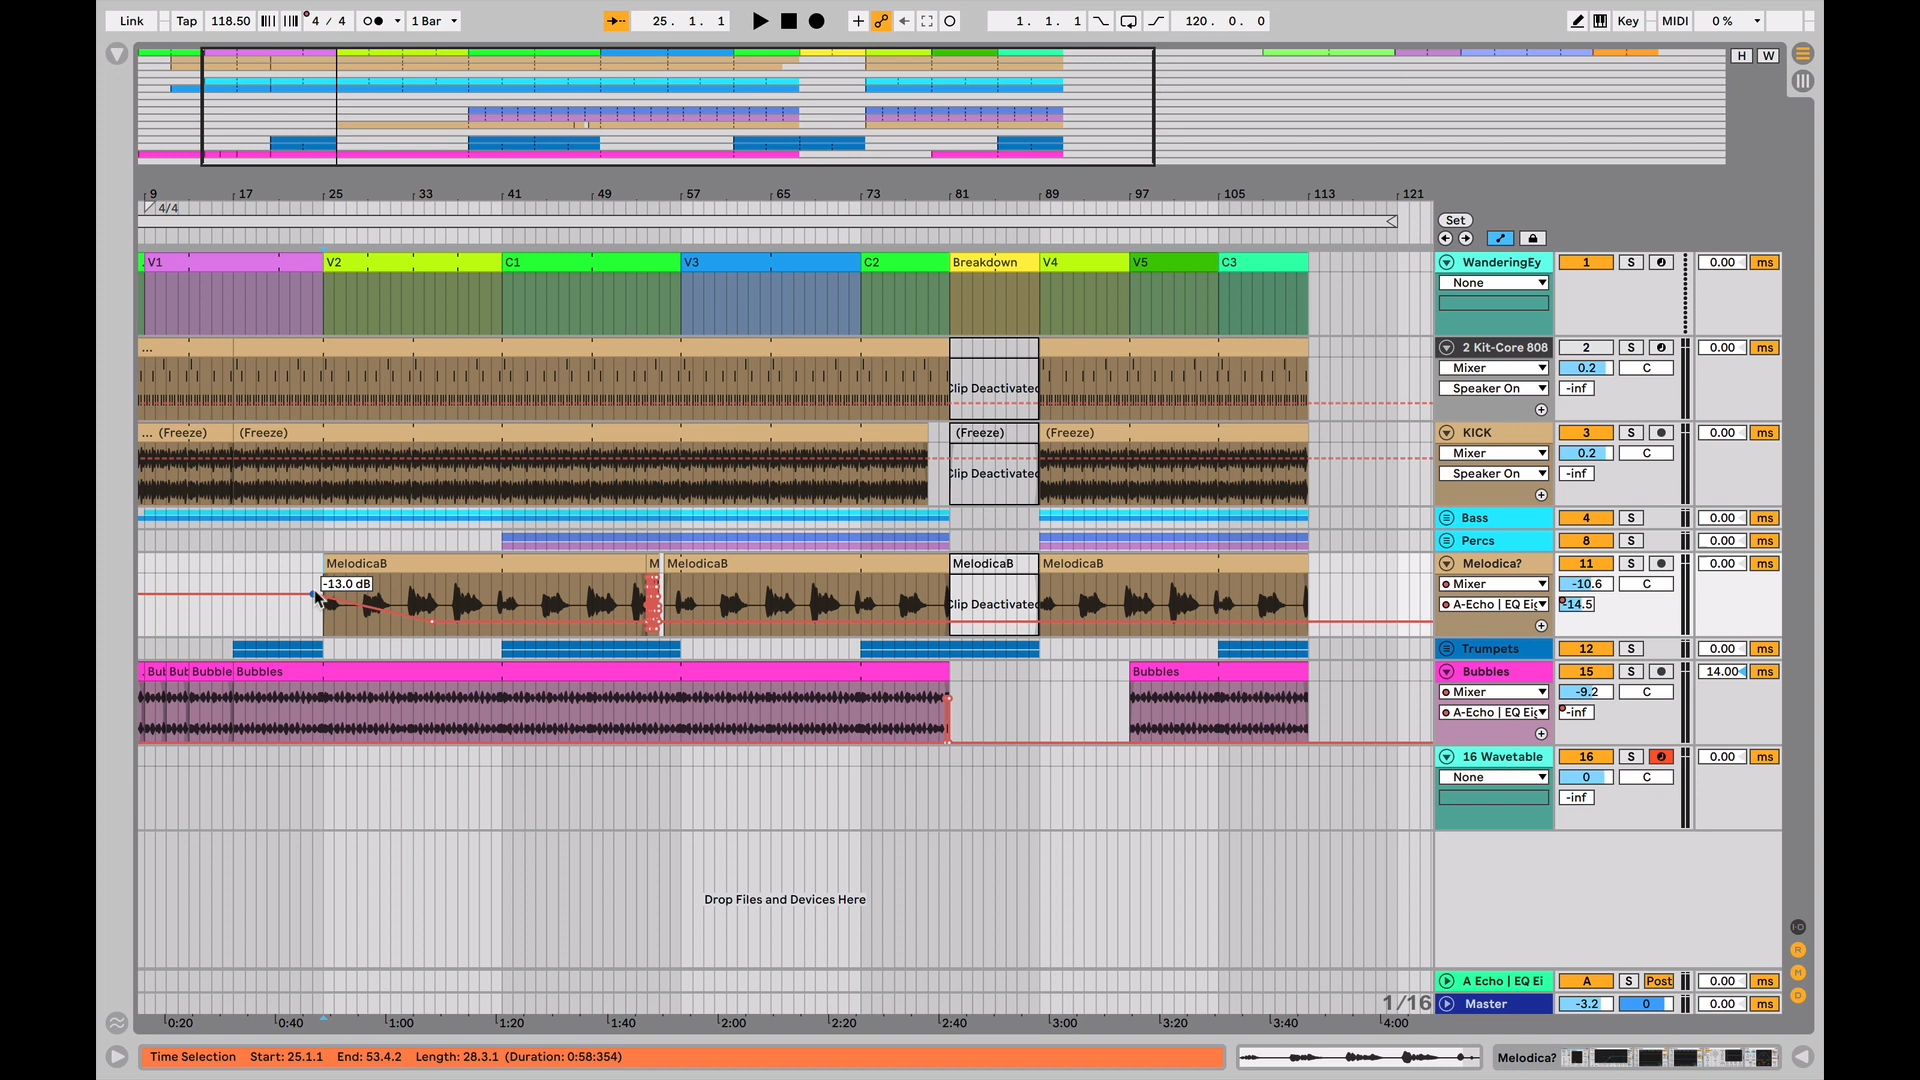 Link Tap 118.50 4 / 4 1 Bar 25. 1. 1 1. 1. 1 120. 0. 0 Key MIDI 0 %
H W
9 17 25 33 41 49 57 65 73 81 89 97 105 113 121
4/4
Set
V1 V2 C1 V3 C2 Breakdown V4 V5 C3 WanderingEy 1 S 0.00 ms
None
... 2 Kit-Core 808 2 S 0.00 ms
Mixer 0.2 C
Clip Deactivated Speaker On -inf
... (Freeze) (Freeze) (Freeze) (Freeze) KICK 3 S 0.00 ms
Mixer 0.2 C
Clip Deactivated Speaker On -inf
Bass 4 S 0.00 ms
Percs 8 S 0.00 ms
MelodicaB M MelodicaB MelodicaB MelodicaB Melodica? 11 S 0.00 ms
-13.0 dB Mixer -10.6 C
Clip Deactivated A-Echo | EQ Eig -14.5
Trumpets 12 S 0.00 ms
Bub Bub Bubble Bubbles Bubbles Bubbles 15 S 14.00 ms
Mixer -9.2 C
A-Echo | EQ Eig -inf
16 Wavetable 16 S 0.00 ms
None 0 C
-inf
Drop Files and Devices Here
I-O
R
M
D
A Echo | EQ Ei A S Post 0.00 ms
1/16 Master -3.2 0 0.00 ms
0:20 0:40 1:00 1:20 1:40 2:00 2:20 2:40 3:00 3:20 3:40 4:00
Time Selection Start: 25.1.1 End: 53.4.2 Length: 28.3.1 (Duration: 0:58:354) Melodica?